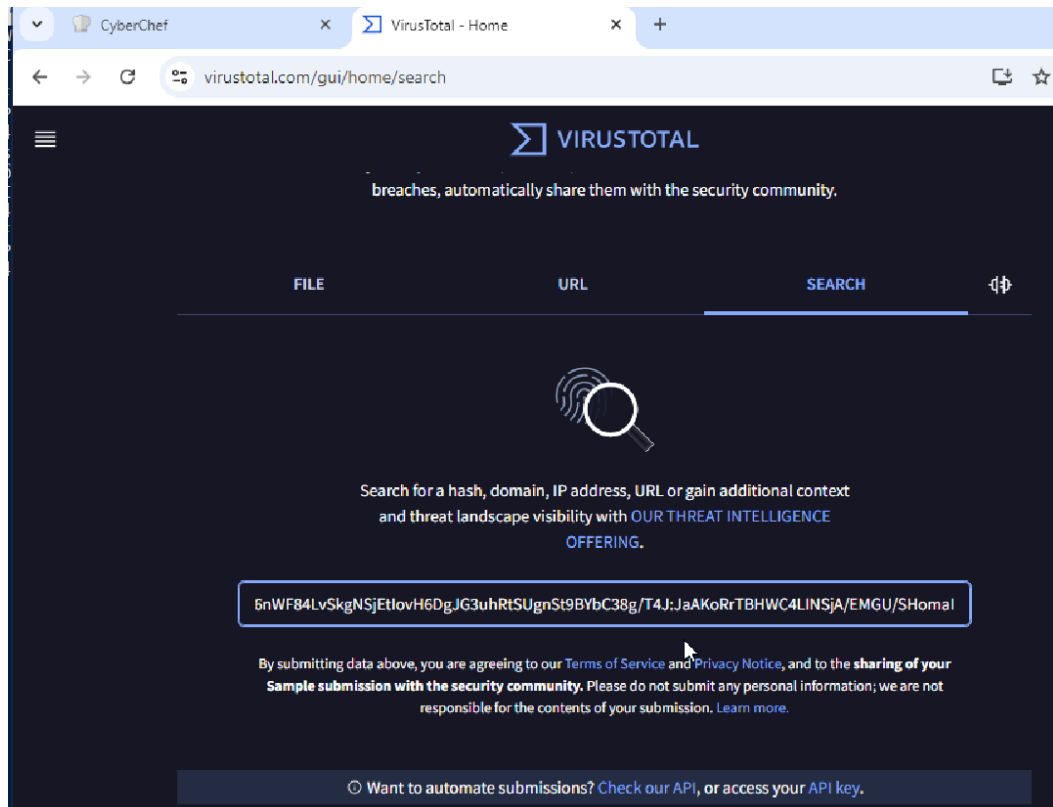 CyberChef
VirusTotal - Home
virustotal.com/gui/home/search
VIRUSTOTAL
breaches, automatically share them with the security community.
FILE
URL
SEARCH
Search for a hash, domain, IP address, URL or gain additional context
and threat landscape visibility with OUR THREAT INTELLIGENCE
OFFERING.
6nWF84LvSkgNSjEtIovH6DgJG3uhRtSUgnSt9BYbC38g/T4J:JaAKoRrTBHWC4LINSjA/EMGU/SHomaI
By submitting data above, you are agreeing to our Terms of Service and Privacy Notice, and to the sharing of your
Sample submission with the security community. Please do not submit any personal information; we are not
responsible for the contents of your submission. Learn more.
Want to automate submissions? Check our API, or access your API key.